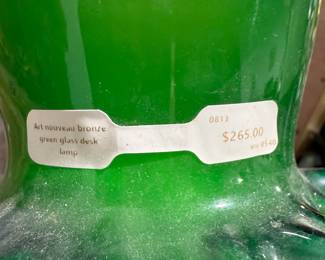 Art nouveau bronze
green glass desk
lamp
0813
$265.00